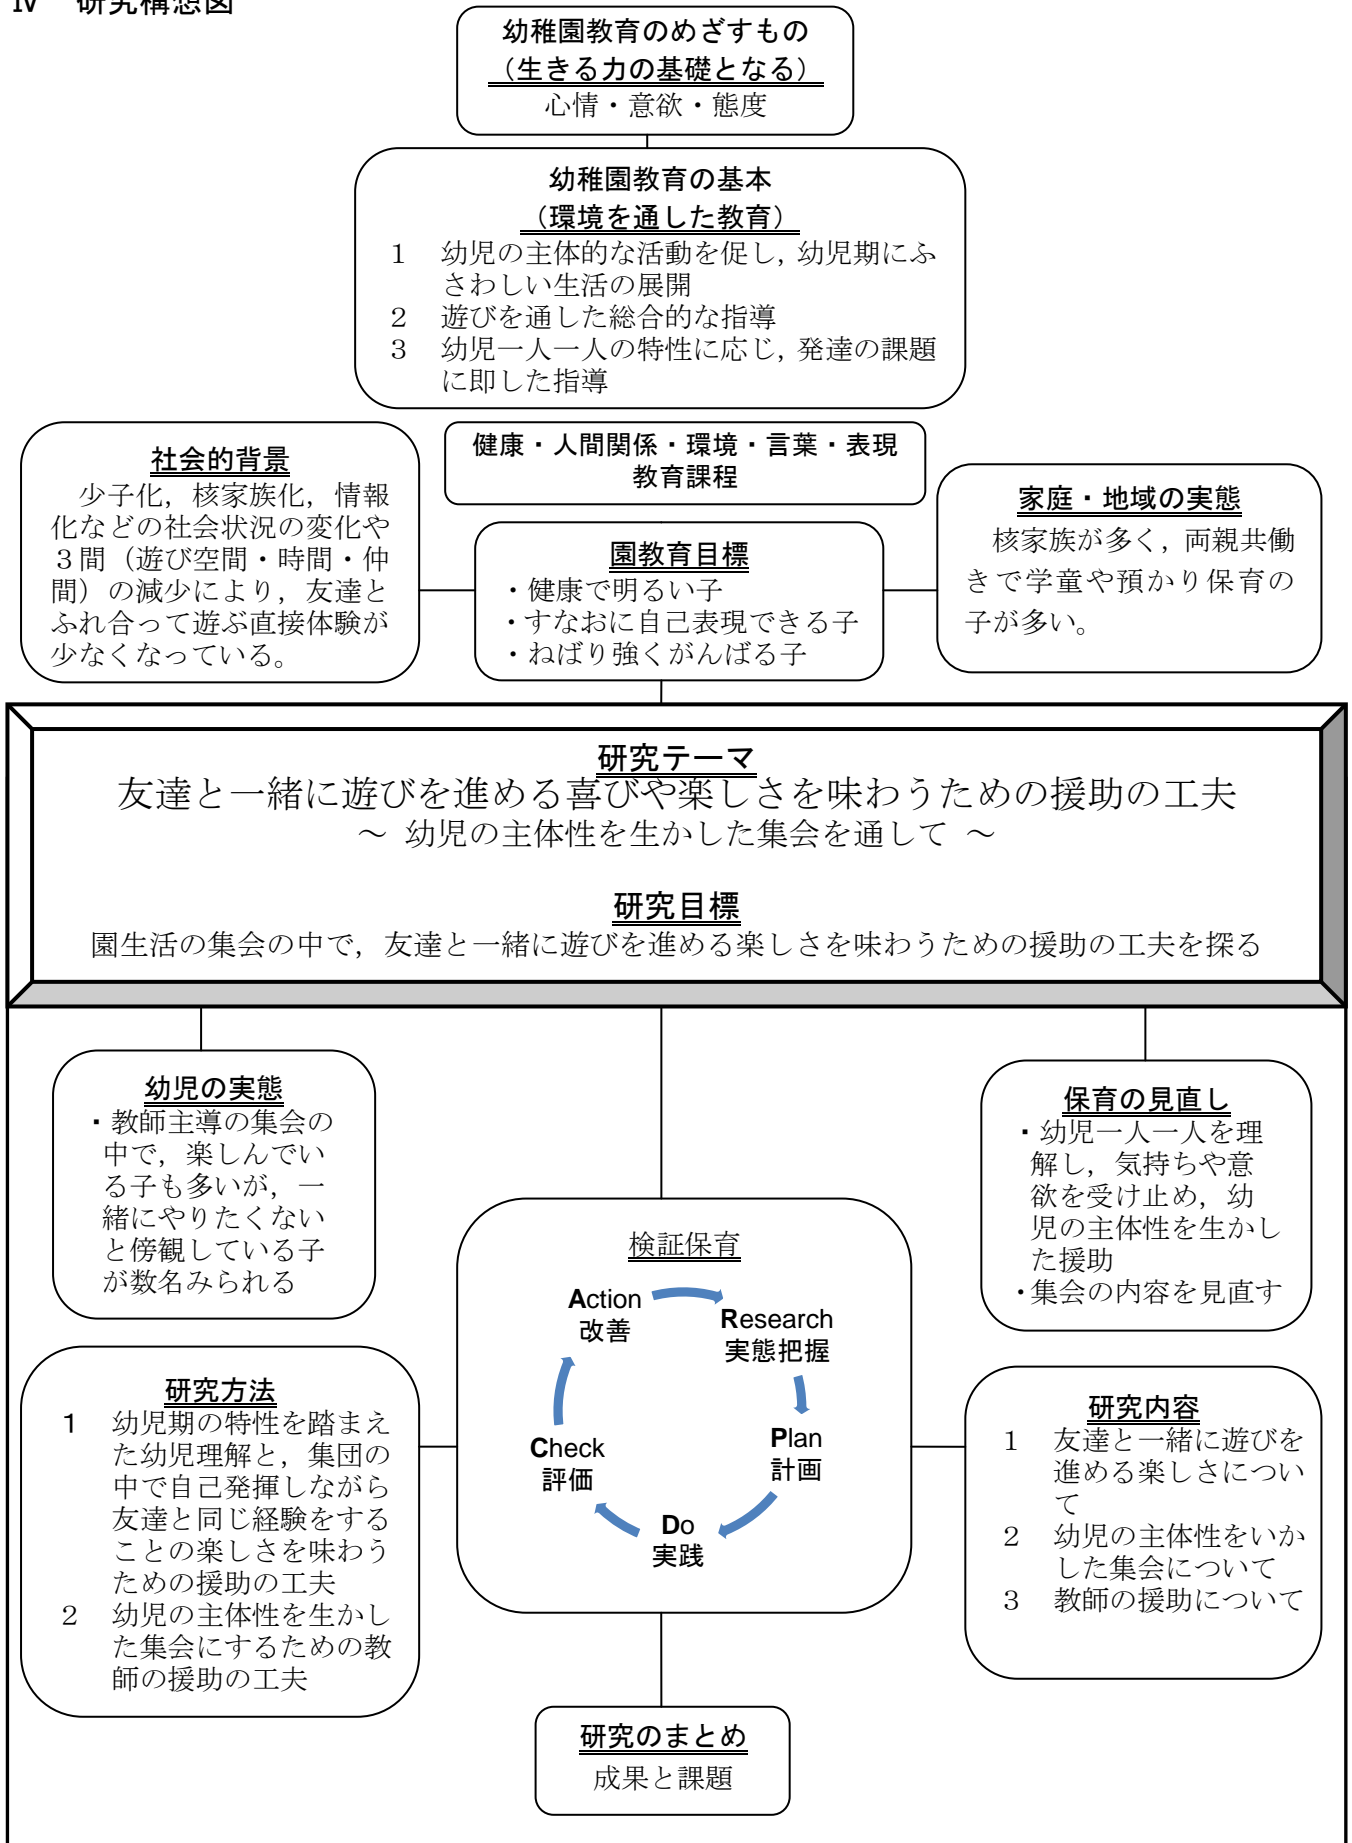 Ⅳ　研究構想図
幼稚園教育のめざすもの
（生きる力の基礎となる）
心情・意欲・態度
幼稚園教育の基本
（環境を通した教育）
１　幼児の主体的な活動を促し，幼児期にふ
さわしい生活の展開
２　遊びを通した総合的な指導
３　幼児一人一人の特性に応じ，発達の課題
に即した指導
健康・人間関係・環境・言葉・表現
教育課程
社会的背景
少子化，核家族化，情報
化などの社会状況の変化や
３間（遊び空間・時間・仲
間）の減少により，友達と
ふれ合って遊ぶ直接体験が
少なくなっている。
園教育目標
・健康で明るい子
・すなおに自己表現できる子
・ねばり強くがんばる子
家庭・地域の実態
核家族が多く，両親共働
きで学童や預かり保育の
子が多い。
研究テーマ
友達と一緒に遊びを進める喜びや楽しさを味わうための援助の工夫
～ 幼児の主体性を生かした集会を通して ～
研究目標
園生活の集会の中で，友達と一緒に遊びを進める楽しさを味わうための援助の工夫を探る
幼児の実態
・教師主導の集会の
中で，楽しんでい
る子も多いが，一
緒にやりたくない
と傍観している子
が数名みられる
保育の見直し
・幼児一人一人を理
解し，気持ちや意
欲を受け止め，幼
児の主体性を生かし
た援助
・集会の内容を見直す
検証保育
Action
改善
Research
実態把握
Plan
計画
Do
実践
Check
評価
研究方法
１　幼児期の特性を踏まえ
た幼児理解と，集団の
中で自己発揮しながら
友達と同じ経験をする
ことの楽しさを味わう
ための援助の工夫
２　幼児の主体性を生かし
た集会にするための教
師の援助の工夫
研究内容
１　友達と一緒に遊びを
進める楽しさについ
て
２　幼児の主体性をいか
した集会について
３　教師の援助について
研究のまとめ
成果と課題